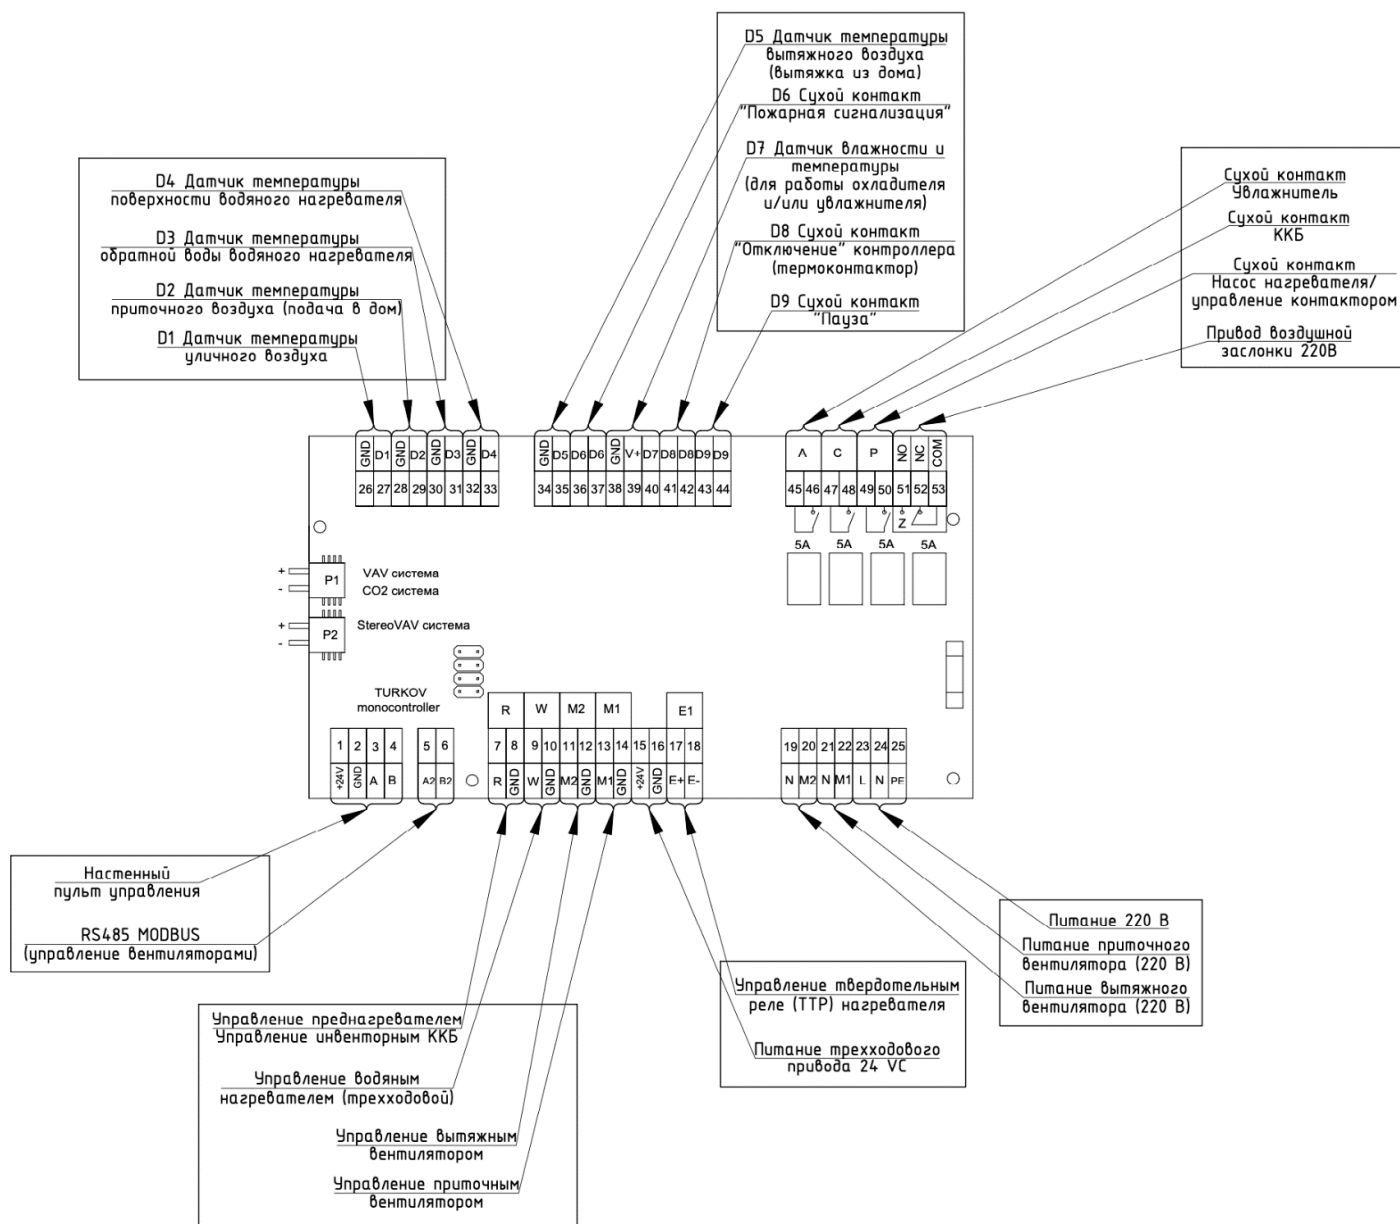 D5 Датчик температуры
вытяжного воздуха
(вытяжка из дома)
D6 Сухой контакт
"Пожарная сигнализация"
D7 Датчик влажности и
температуры
(для работы охладителя
и/или увлажнителя)
D8 Сухой контакт
"Отключение" контроллера
(термоконтактор)
D9 Сухой контакт
"Пауза"
D4 Датчик температуры
поверхности водяного нагревателя
D3 Датчик температуры
обратной воды водяного нагревателя
D2 Датчик температуры
приточного воздуха (подача в дом)
D1 Датчик температуры
уличного воздуха
Сухой контакт
Увлажнитель
Сухой контакт
ККБ
Сухой контакт
Насос нагревателя/
управление контактором
Привод воздушной
заслонки 220В
GND D1 GND D2 GND D3 GND D4
26 27 28 29 30 31 32 33
GND D5 D6 D6 GND V+ D7 D8 D8 D9 D9
34 35 36 37 38 39 40 41 42 43 44
Λ C P NO NC COM
45 46 47 48 49 50 51 52 53
Z
5A 5A 5A 5A
+
-
P1
VAV система
CO2 система
+
-
P2
StereoVAV система
TURKOV
monocontroller
R W M2 M1 E1
1 2 3 4 5 6 7 8 9 10 11 12 13 14 15 16 17 18 19 20 21 22 23 24 25
+24V GND A B A2 B2 R GND W GND M2 GND M1 GND +24V GND E+ E- N M2 N M1 L N PE
Настенный
пульт управления
RS485 MODBUS
(управление вентиляторами)
Управление преднагревателем
Управление инвенторным ККБ
Управление водяным
нагревателем (трехходовой)
Управление вытяжным
вентилятором
Управление приточным
вентилятором
Управление твердотельным
реле (ТТР) нагревателя
Питание трехходового
привода 24 VC
Питание 220 В
Питание приточного
вентилятора (220 В)
Питание вытяжного
вентилятора (220 В)